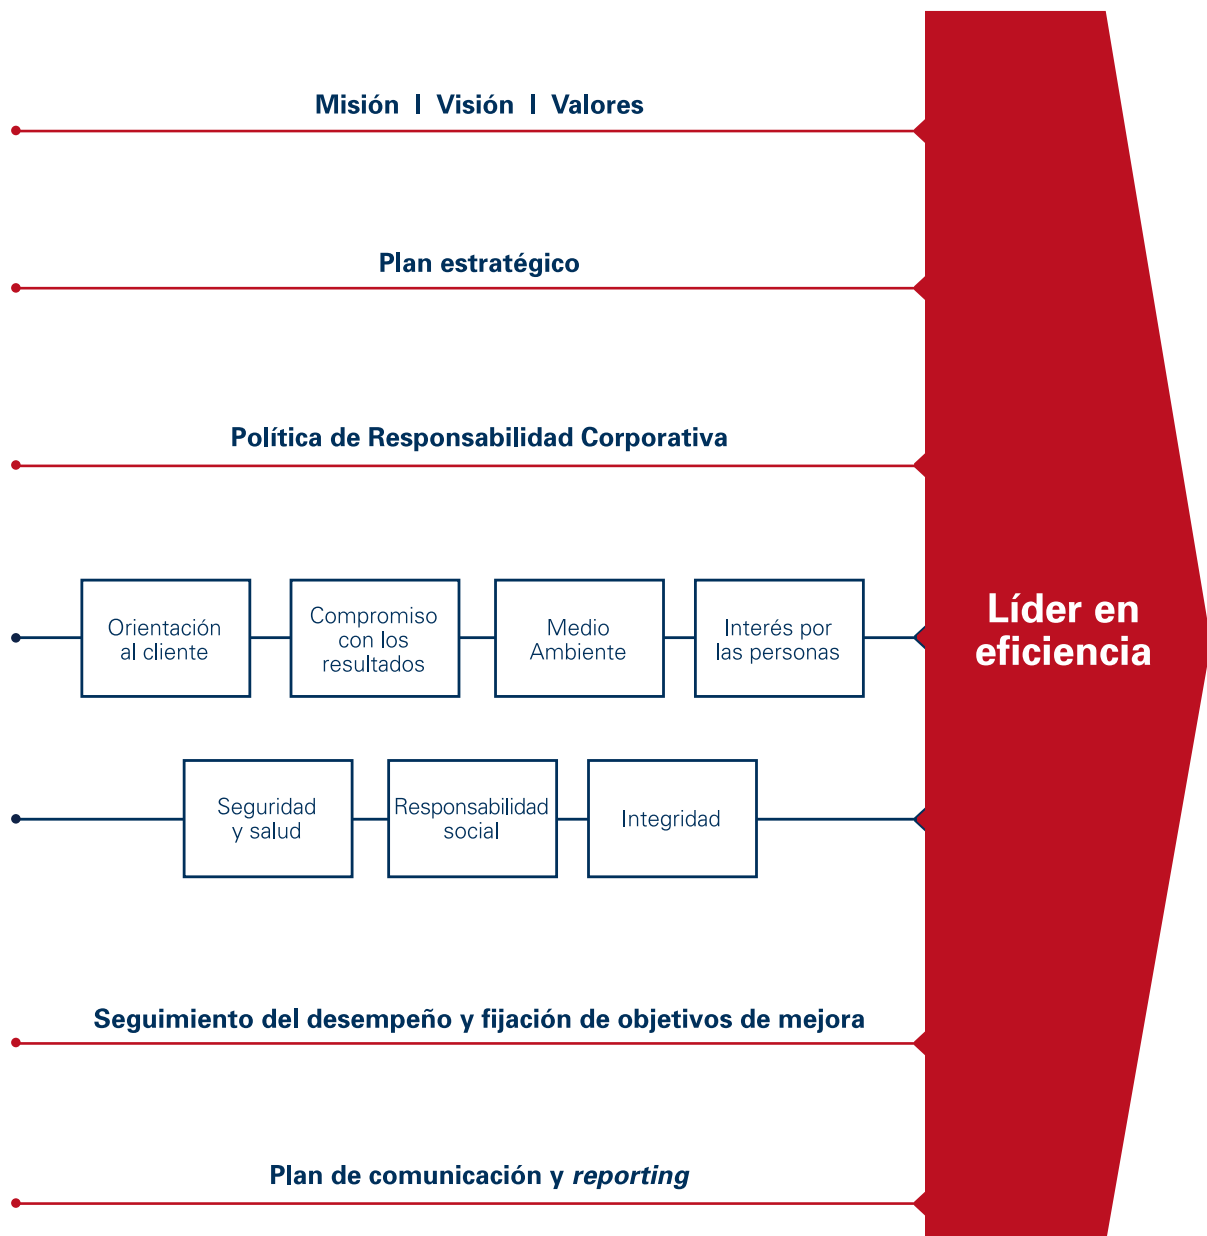 Misión | Visión | Valores
Plan estratégico
Política de Responsabilidad Corporativa
Orientación
al cliente
Compromiso
con los
resultados
Medio
Ambiente
Interés por
las personas
Líder en
eficiencia
Seguridad
y salud
Responsabilidad
social
Integridad
Seguimiento del desempeño y fijación de objetivos de mejora
Plan de comunicación y reporting